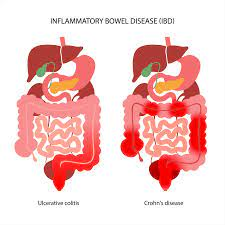 INFLAMMATORY BOWEL DISEASE (IBD)
Ulcerative colitis
Crohn's disease